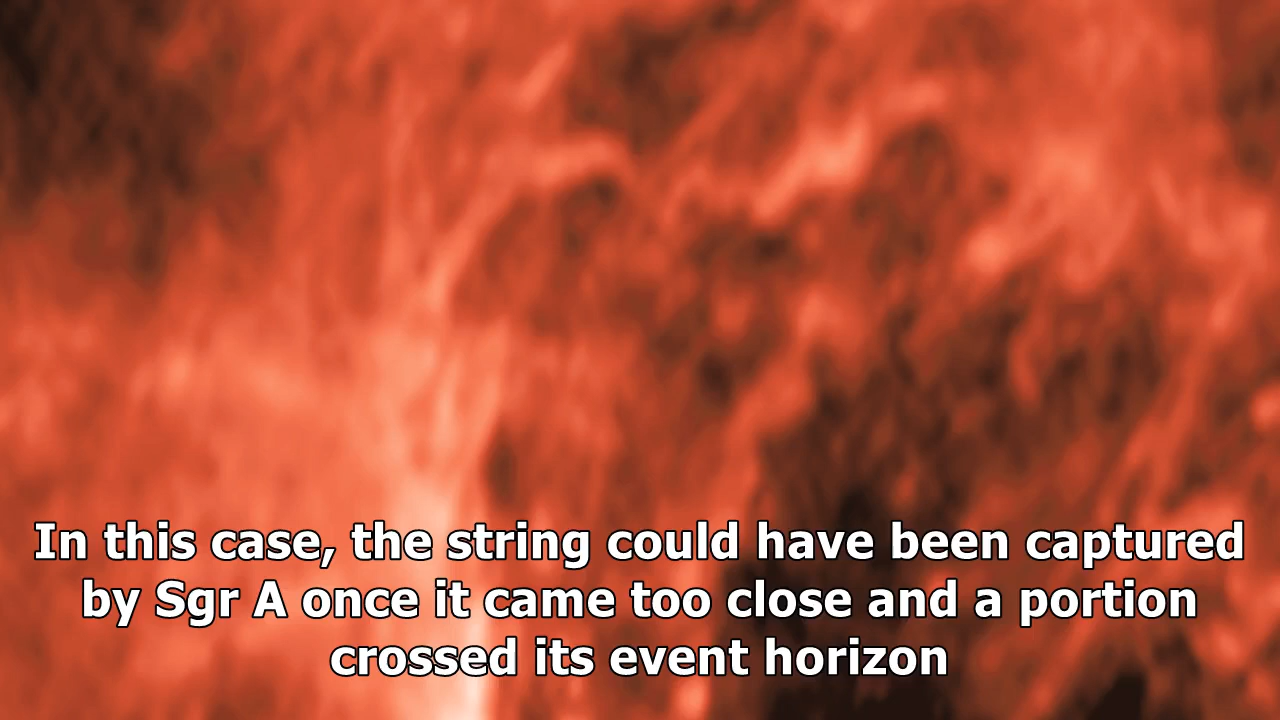 In this case, the string could have been captured
by Sgr A once it came too close and a portion
crossed its event horizon